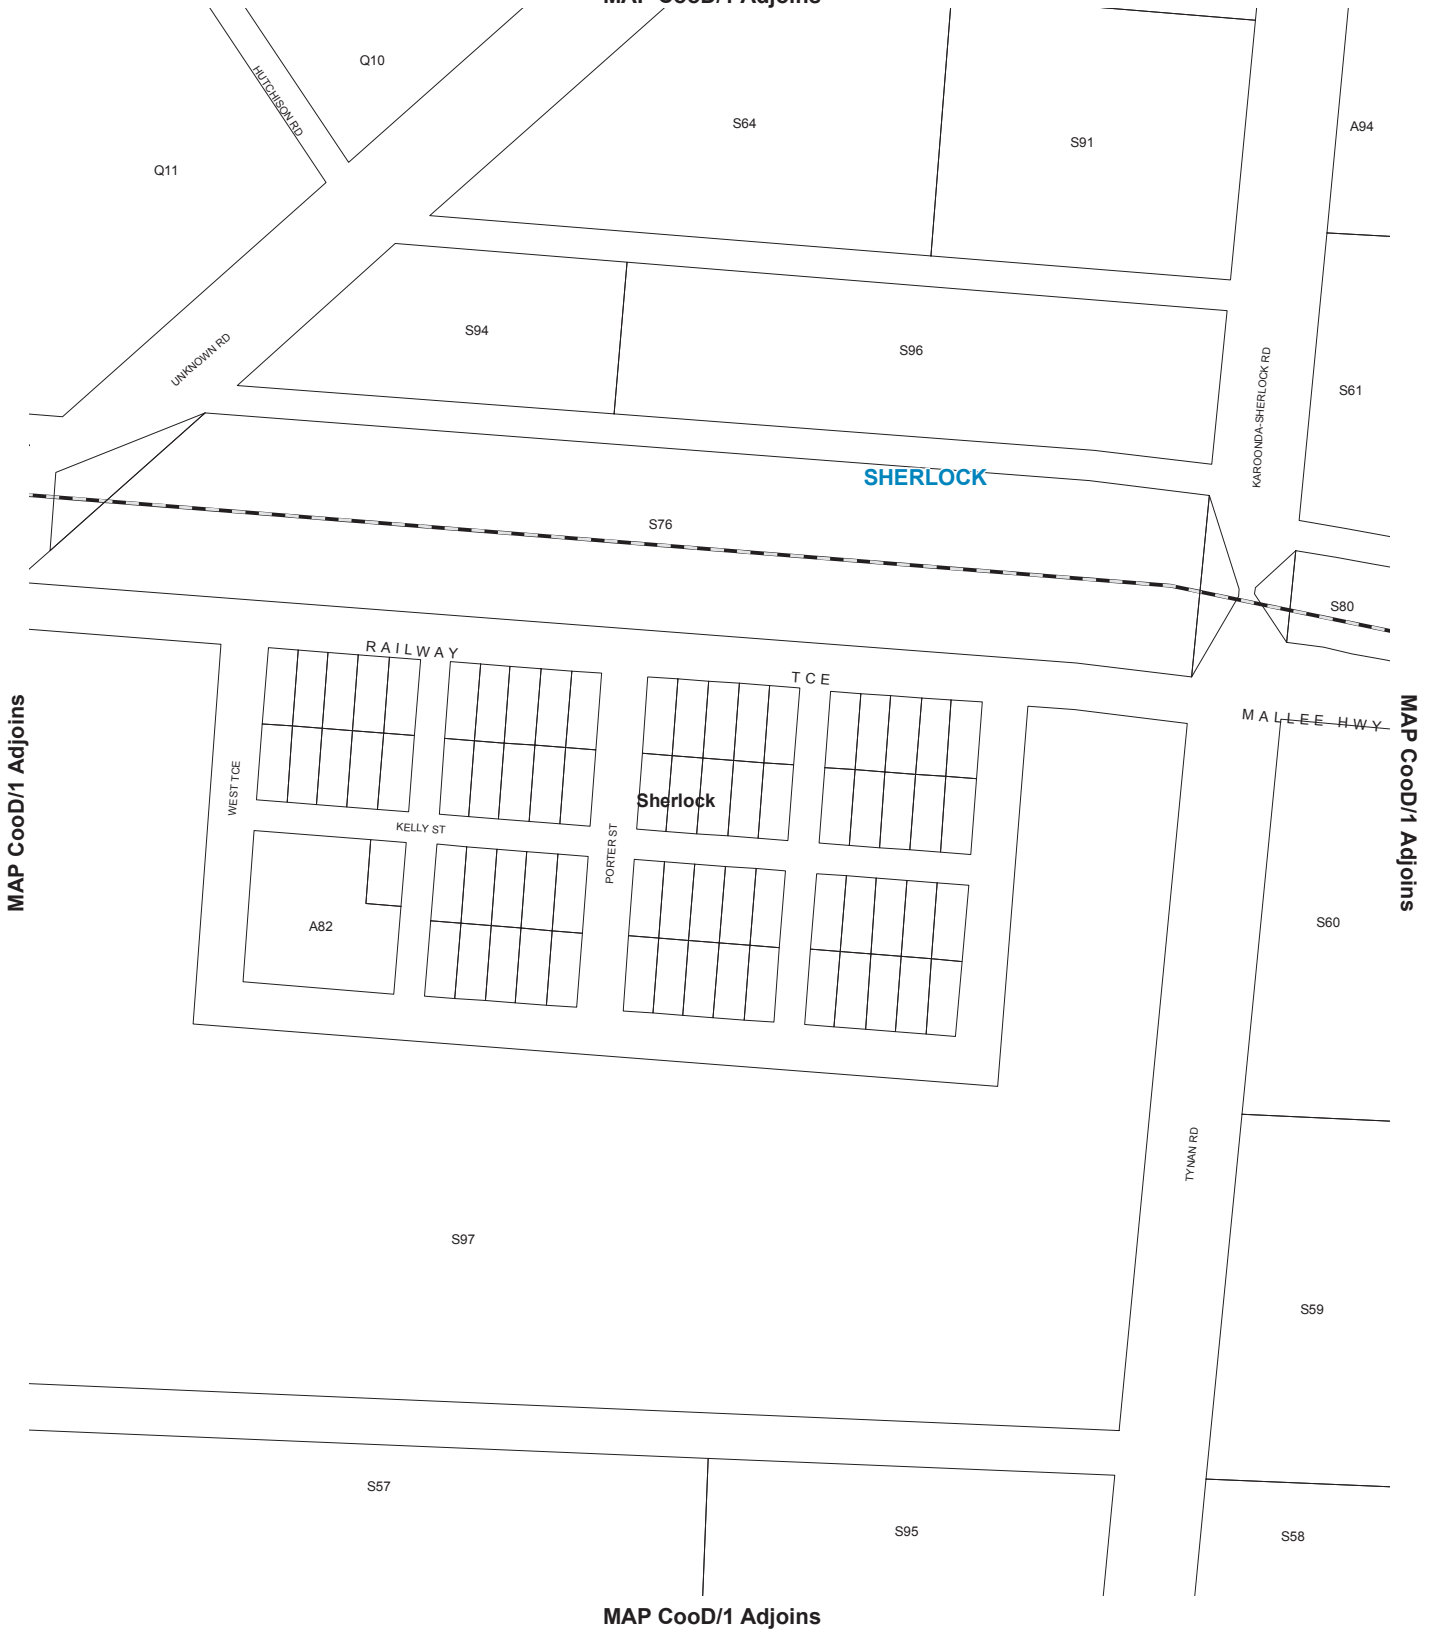 MAP CooD/1 Adjoins
Q10
HUTCHISON RD
S64
A94
S91
Q11
S94
UNKNOWN RD
S96
KAROONDA-SHERLOCK RD
S61
SHERLOCK
S76
S80
RAILWAY
TCE
MALLEE HWY
MAP CooD/1 Adjoins
MAP CooD/1 Adjoins
WEST TCE
Sherlock
KELLY ST
PORTER ST
A82
S60
TYNAN RD
S97
S59
S57
S95
S58
MAP CooD/1 Adjoins